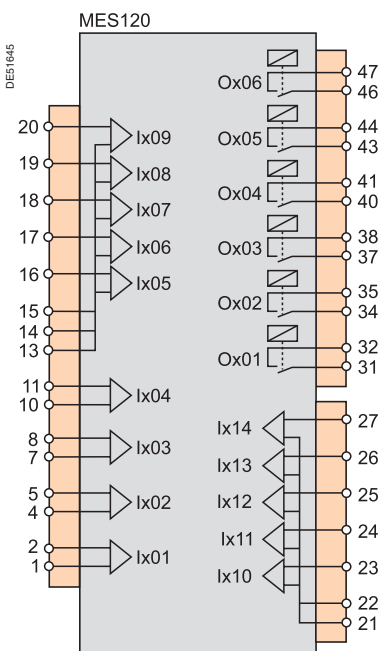 MES120
DE51645
20 Ix09
19 Ix08
18 Ix07
17 Ix06
16 Ix05
15
14
13
11
10 Ix04
8
7 Ix03
5
4 Ix02
2
1 Ix01
Ox06 47
46
Ox05 44
43
Ox04 41
40
Ox03 38
37
Ox02 35
34
Ox01 32
31
Ix14 27
Ix13 26
Ix12 25
Ix11 24
Ix10 23
22
21